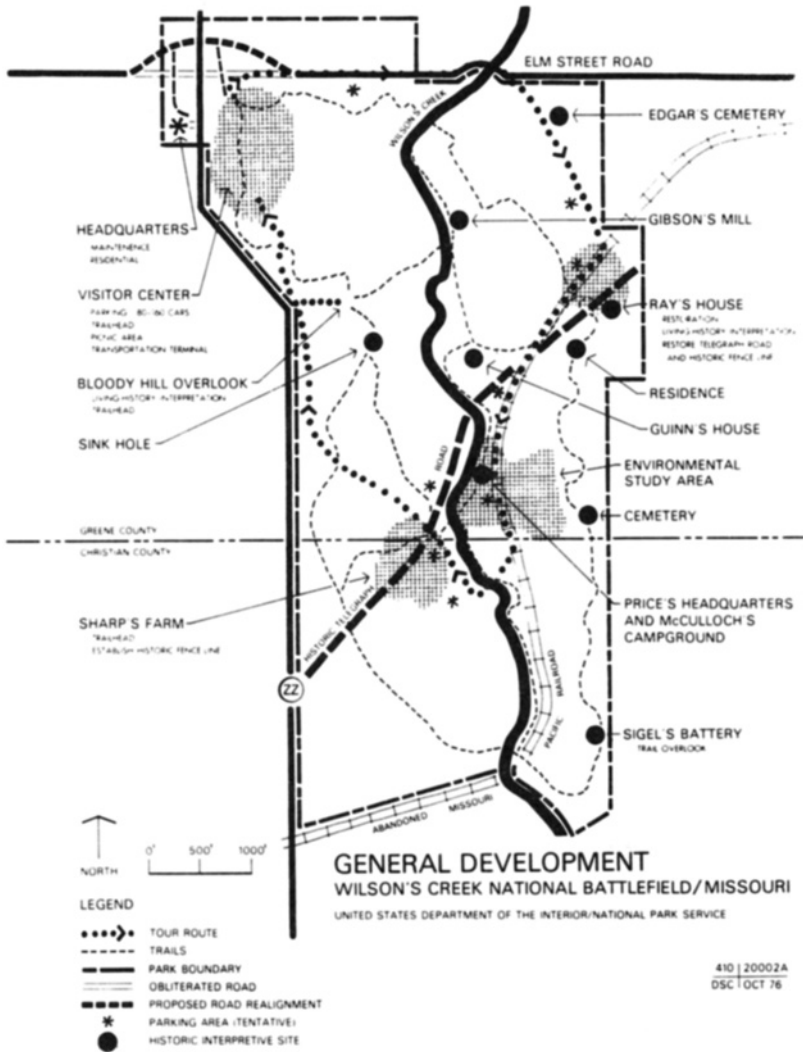 ELM STREET ROAD
WILSON'S CREEK
EDGAR'S CEMETERY
GIBSON'S MILL
HEADQUARTERS
MAINTENENCE
RESIDENTIAL
VISITOR CENTER
PARKING 80-160 CARS
TRAILHEAD
PICNIC AREA
TRANSPORTATION TERMINAL
RAY'S HOUSE
RESTORATION
LIVING HISTORY INTERPRETATION
RESTORE TELEGRAPH ROAD
AND HISTORIC FENCE LINE
BLOODY HILL OVERLOOK
LIVING HISTORY INTERPRETATION
TRAILHEAD
RESIDENCE
GUINN'S HOUSE
SINK HOLE
ROAD
ENVIRONMENTAL
STUDY AREA
CEMETERY
GREENE COUNTY
CHRISTIAN COUNTY
SHARP'S FARM
TRAILHEAD
ESTABLISH HISTORIC FENCE LINE
HISTORIC TELEGRAPH
PRICE'S HEADQUARTERS
AND McCULLOCH'S
CAMPGROUND
ZZ
PACIFIC RAILROAD
SIGEL'S BATTERY
TRAIL OVERLOOK
ABANDONED MISSOURI
NORTH
0' 500' 1000'
GENERAL DEVELOPMENT
WILSON'S CREEK NATIONAL BATTLEFIELD/MISSOURI
UNITED STATES DEPARTMENT OF THE INTERIOR/NATIONAL PARK SERVICE
LEGEND
TOUR ROUTE
TRAILS
PARK BOUNDARY
OBLITERATED ROAD
PROPOSED ROAD REALIGNMENT
PARKING AREA (TENTATIVE)
HISTORIC INTERPRETIVE SITE
410 | 20002A
DSC | OCT 76